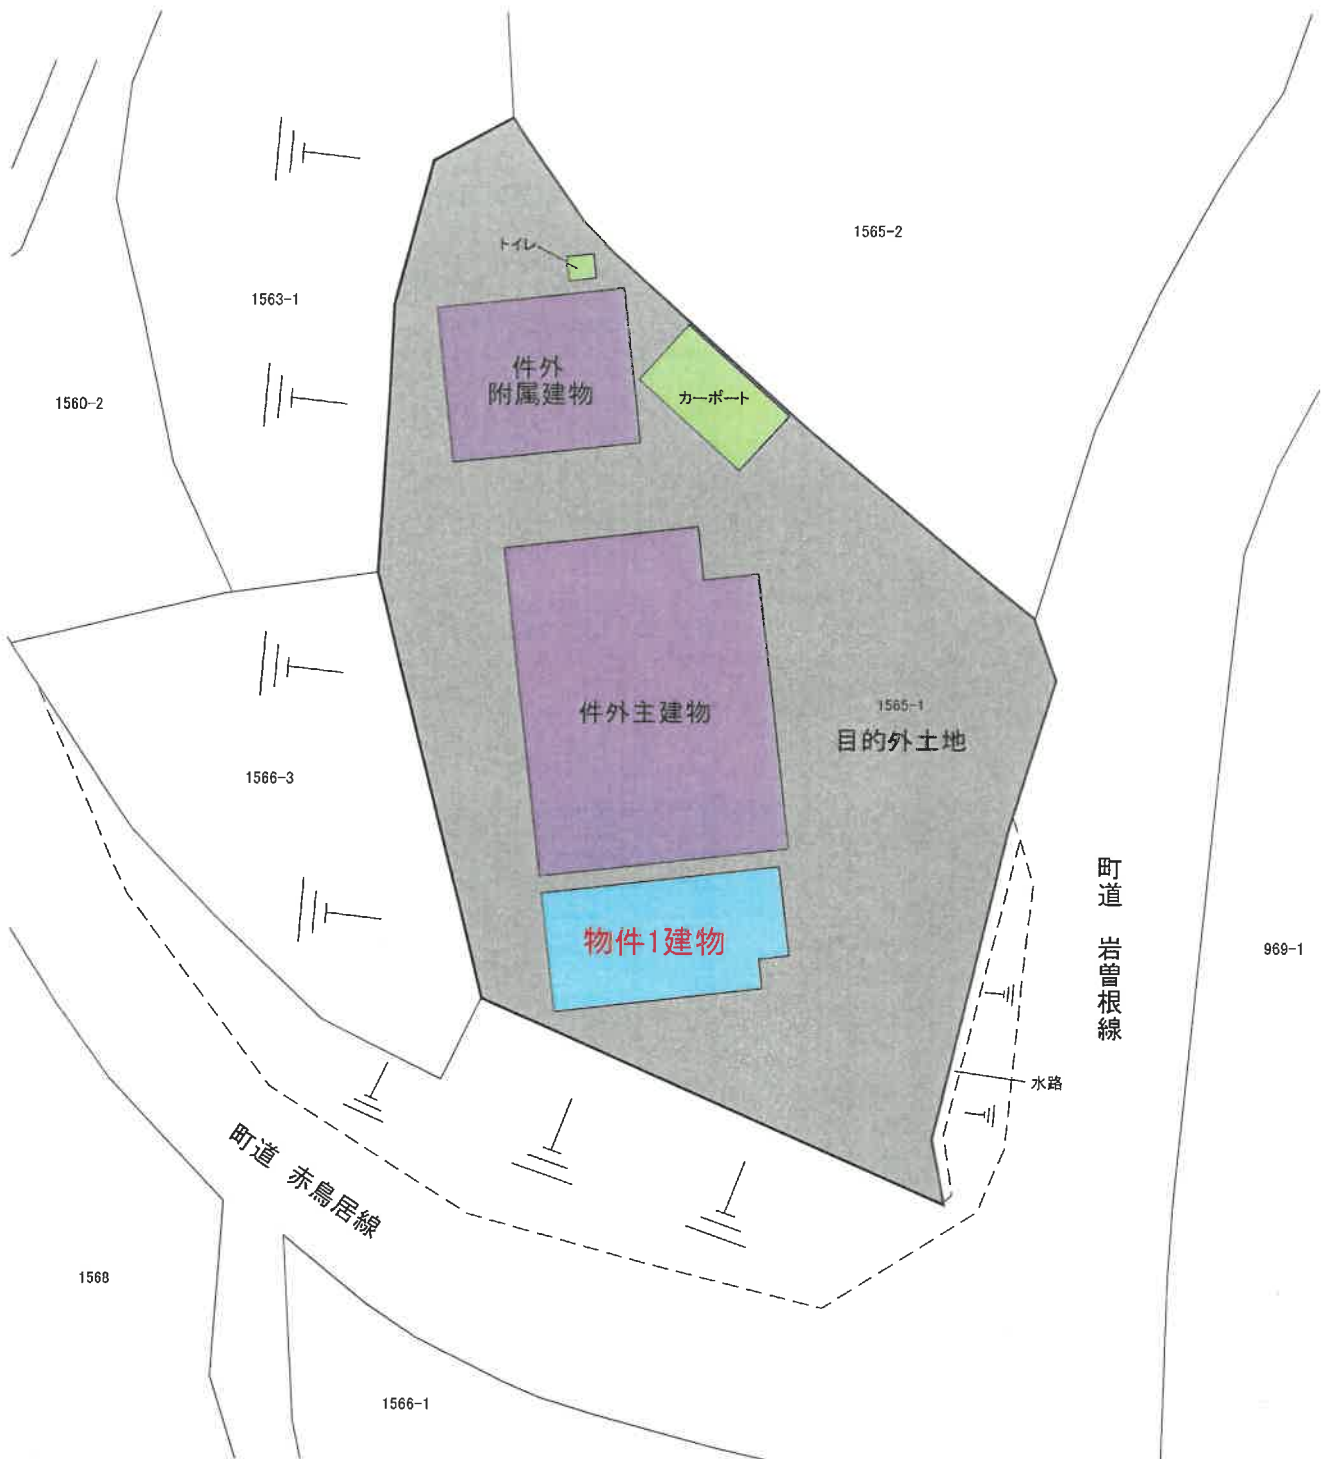 1565-2
トイレ
1563-1
件外
附属建物
カーポート
1560-2
1565-1
件外主建物
目的外土地
1566-3
町道 岩曽根線
物件1建物
969-1
水路
町道 赤鳥居線
1568
1566-1